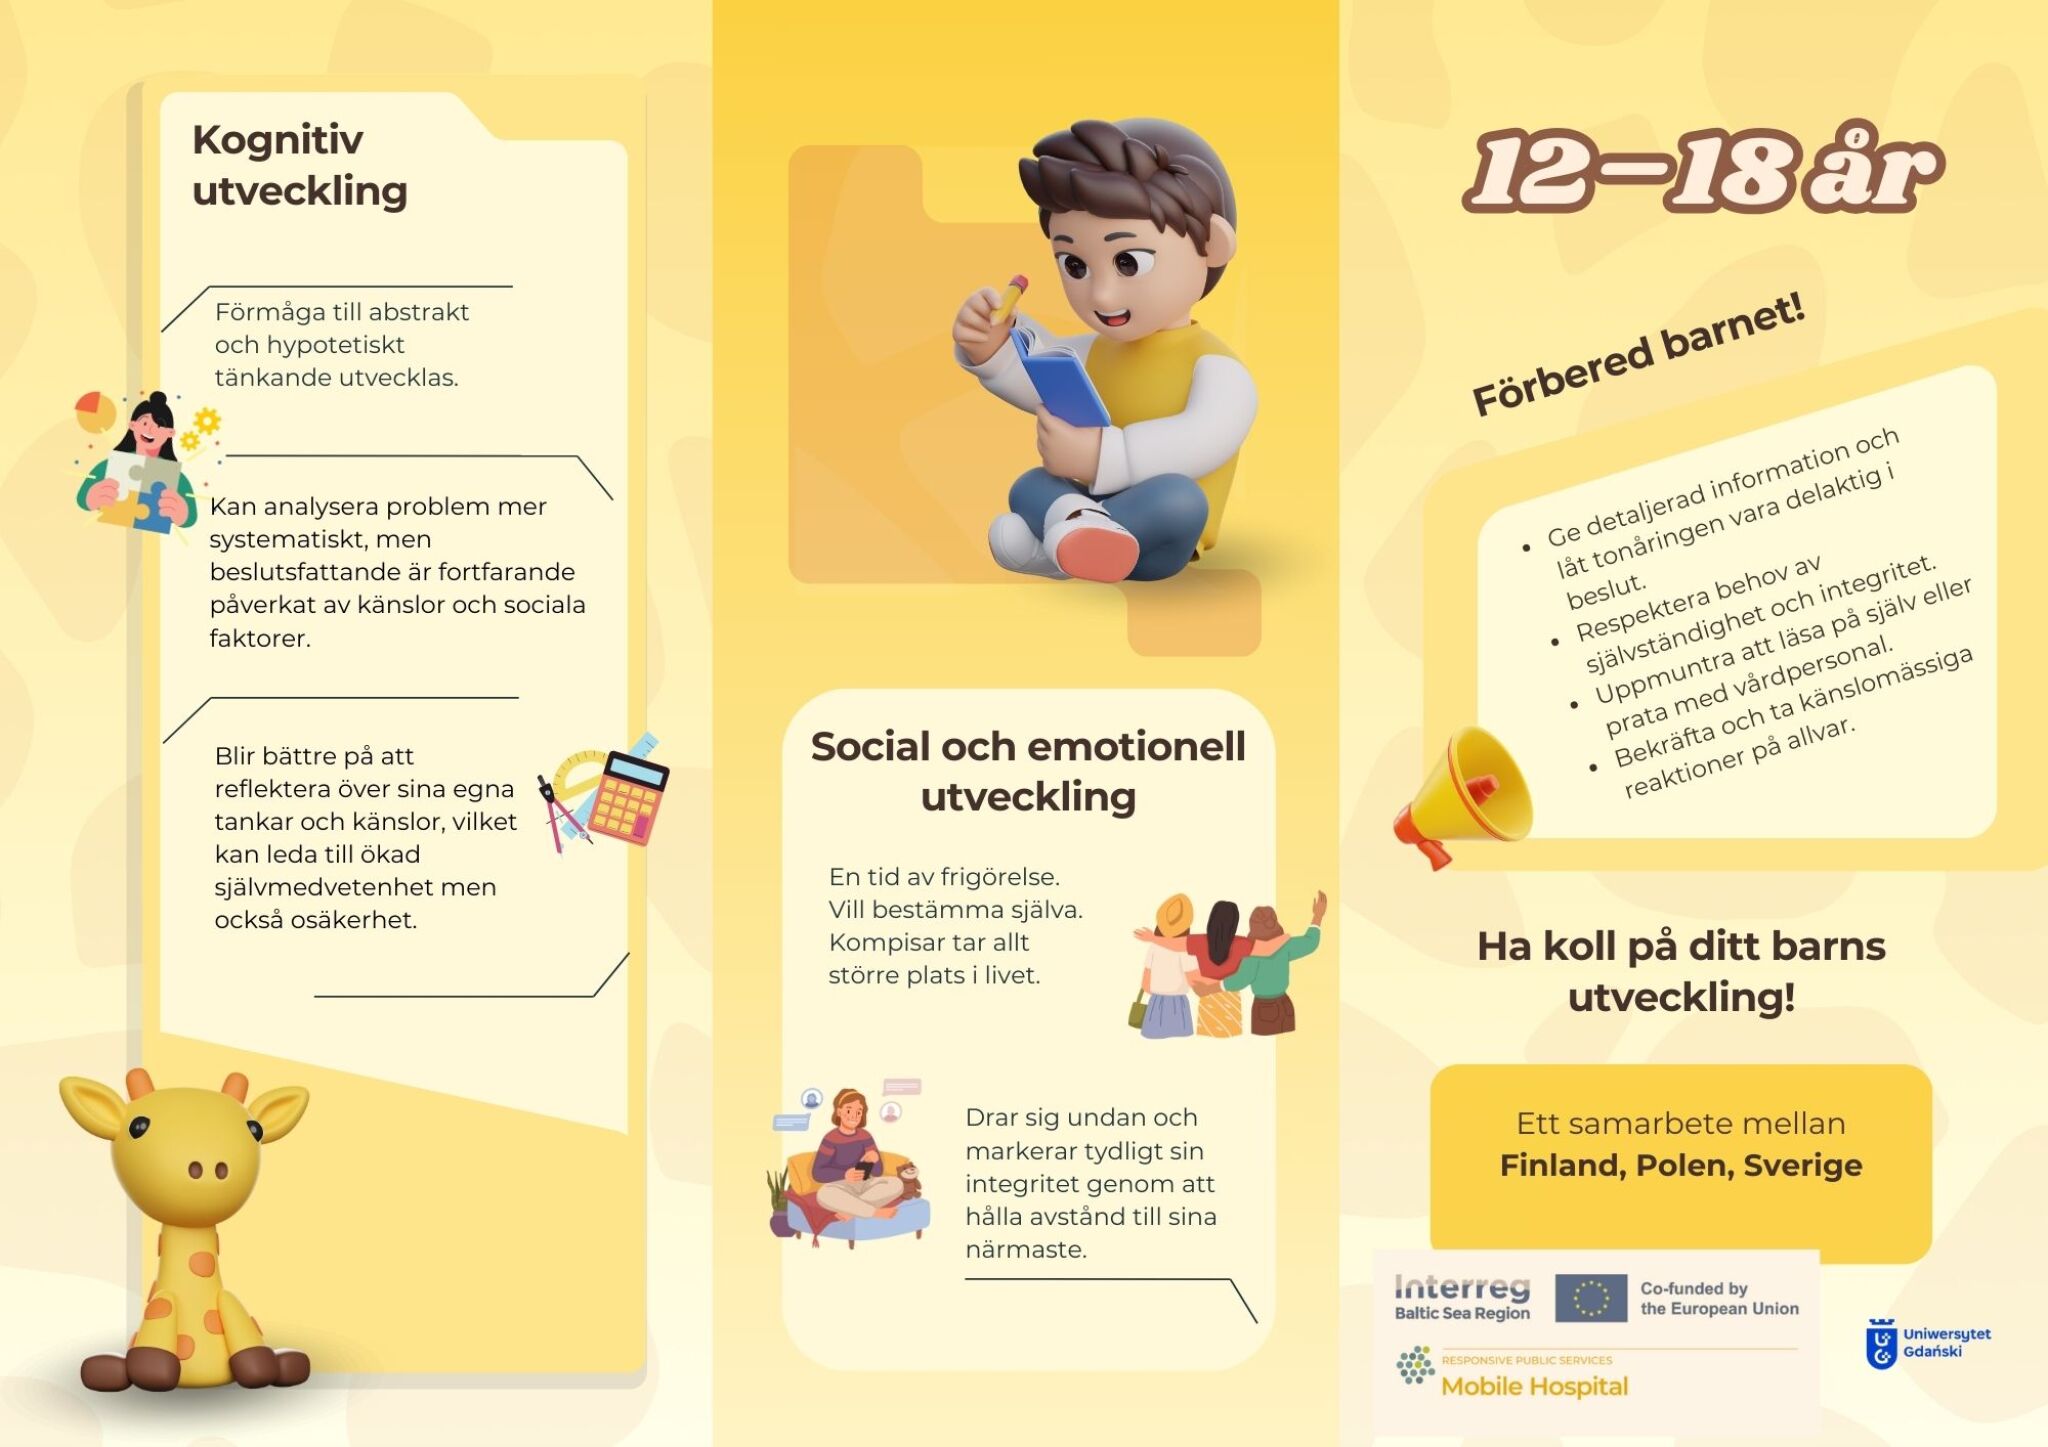 Kognitiv
utveckling
Förmåga till abstrakt
och hypotetiskt
tänkande utvecklas.
Kan analysera problem mer
systematiskt, men
beslutsfattande är fortfarande
påverkat av känslor och sociala
faktorer.
Blir bättre på att
reflektera över sina egna
tankar och känslor, vilket
kan leda till ökad
självmedvetenhet men
också osäkerhet.
Social och emotionell
utveckling
En tid av frigörelse.
Vill bestämma själva.
Kompisar tar allt
större plats i livet.
Drar sig undan och
markerar tydligt sin
integritet genom att
hålla avstånd till sina
närmaste.
12–18 år
Förbered barnet!
• Ge detaljerad information och
låt tonåringen vara delaktig i
beslut.
• Respektera behov av
självständighet och integritet.
• Uppmuntra att läsa på själv eller
prata med vårdpersonal.
• Bekräfta och ta känslomässiga
reaktioner på allvar.
Ha koll på ditt barns
utveckling!
Ett samarbete mellan
Finland, Polen, Sverige
Interreg
Baltic Sea Region
Co-funded by
the European Union
RESPONSIVE PUBLIC SERVICES
Mobile Hospital
Uniwersytet
Gdański